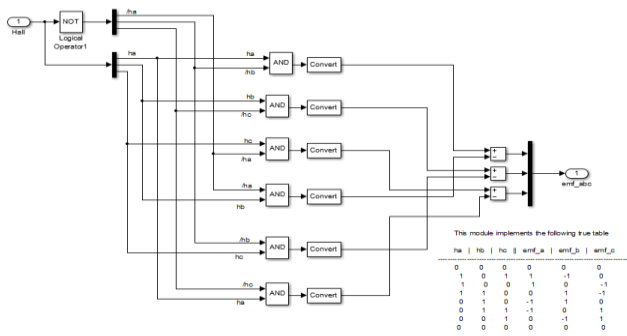 1
Hall
NOT
Logical
Operator1
/ha
ha
/hb
AND
Convert
hb
/hc
AND
Convert
hc
/ha
AND
Convert
/ha
hb
AND
Convert
/hb
hc
AND
Convert
/hc
ha
AND
Convert
+
−
+
−
+
−
1
emf_abc
This module implements the following true table
ha | hb | hc || emf_a | emf_b | emf_c
0 0 0 0 0 0
1 0 1 1 -1 0
1 0 0 1 0 -1
1 1 0 0 1 -1
0 1 0 -1 1 0
0 1 1 -1 0 1
0 0 1 0 -1 1
0 0 0 0 0 0